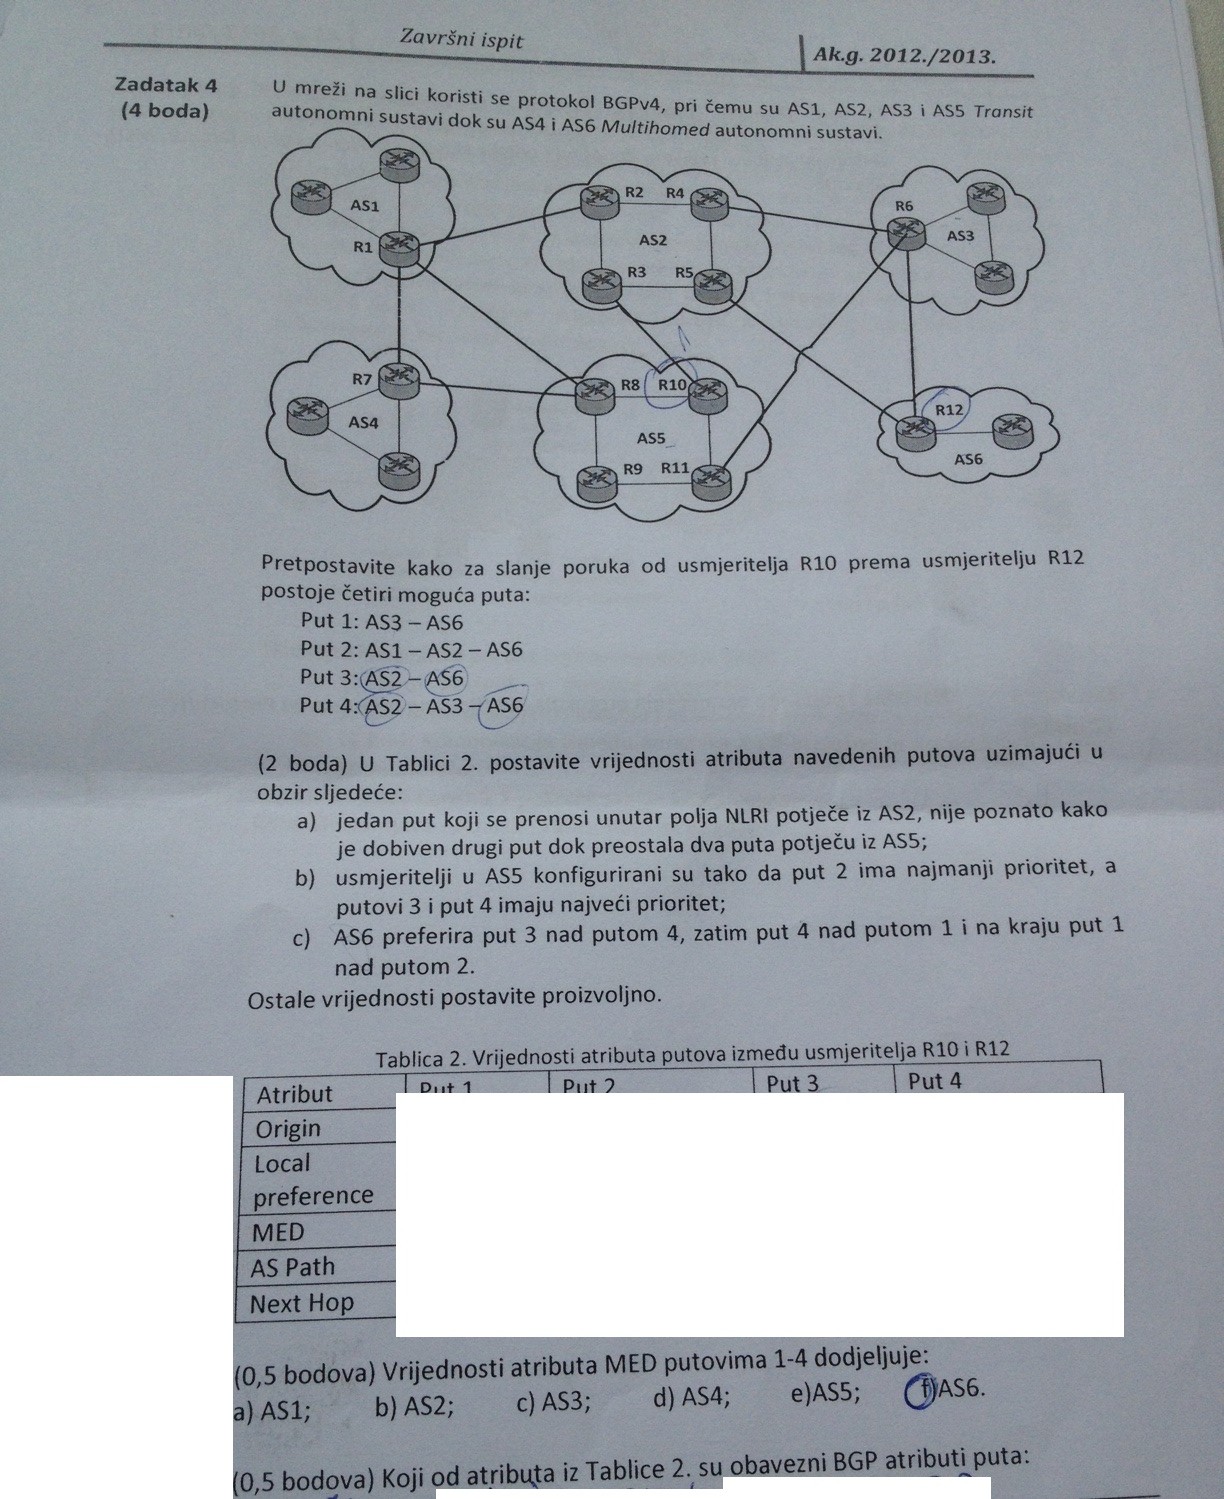 Završni ispit
Ak.g. 2012./2013.
Zadatak 4
(4 boda)
U mreži na slici koristi se protokol BGPv4, pri čemu su AS1, AS2, AS3 i AS5 Transit
autonomni sustavi dok su AS4 i AS6 Multihomed autonomni sustavi.
AS1
R1
R2
R4
AS2
R3
R5
R6
AS3
R7
AS4
R8
R10
AS5
R9
R11
R12
AS6
Pretpostavite kako za slanje poruka od usmjeritelja R10 prema usmjeritelju R12
postoje četiri moguća puta:
Put 1: AS3 – AS6
Put 2: AS1 – AS2 – AS6
Put 3: AS2 – AS6
Put 4: AS2 – AS3 – AS6
(2 boda) U Tablici 2. postavite vrijednosti atributa navedenih putova uzimajući u
obzir sljedeće:
a) jedan put koji se prenosi unutar polja NLRI potječe iz AS2, nije poznato kako
je dobiven drugi put dok preostala dva puta potječu iz AS5;
b) usmjeritelji u AS5 konfigurirani su tako da put 2 ima najmanji prioritet, a
putovi 3 i put 4 imaju najveći prioritet;
c) AS6 preferira put 3 nad putom 4, zatim put 4 nad putom 1 i na kraju put 1
nad putom 2.
Ostale vrijednosti postavite proizvoljno.
Tablica 2. Vrijednosti atributa putova između usmjeritelja R10 i R12
Atribut Put 1 Put 2 Put 3 Put 4
Origin
Local
preference
MED
AS Path
Next Hop
(0,5 bodova) Vrijednosti atributa MED putovima 1-4 dodjeljuje:
a) AS1; b) AS2; c) AS3; d) AS4; e)AS5; f)AS6.
(0,5 bodova) Koji od atributa iz Tablice 2. su obavezni BGP atributi puta: